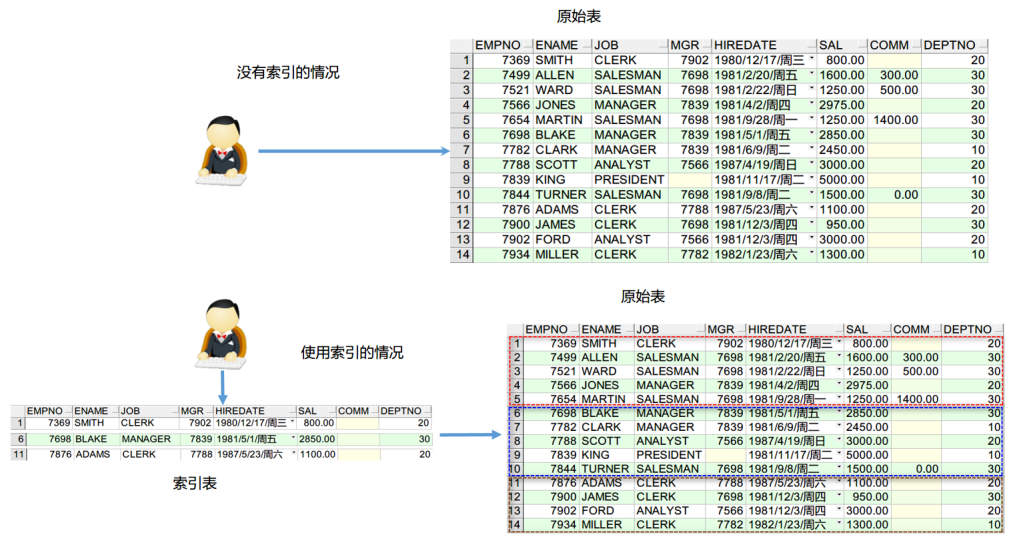 原始表
没有索引的情况
EMPNO ENAME JOB MGR HIREDATE SAL COMM DEPTNO
1 7369 SMITH CLERK 7902 1980/12/17/周三 800.00 20
2 7499 ALLEN SALESMAN 7698 1981/2/20/周五 1600.00 300.00 30
3 7521 WARD SALESMAN 7698 1981/2/22/周日 1250.00 500.00 30
4 7566 JONES MANAGER 7839 1981/4/2/周四 2975.00 20
5 7654 MARTIN SALESMAN 7698 1981/9/28/周一 1250.00 1400.00 30
6 7698 BLAKE MANAGER 7839 1981/5/1/周五 2850.00 30
7 7782 CLARK MANAGER 7839 1981/6/9/周二 2450.00 10
8 7788 SCOTT ANALYST 7566 1987/4/19/周日 3000.00 20
9 7839 KING PRESIDENT 1981/11/17/周二 5000.00 10
10 7844 TURNER SALESMAN 7698 1981/9/8/周二 1500.00 0.00 30
11 7876 ADAMS CLERK 7788 1987/5/23/周六 1100.00 20
12 7900 JAMES CLERK 7698 1981/12/3/周四 950.00 30
13 7902 FORD ANALYST 7566 1981/12/3/周四 3000.00 20
14 7934 MILLER CLERK 7782 1982/1/23/周六 1300.00 10
使用索引的情况
EMPNO ENAME JOB MGR HIREDATE SAL COMM DEPTNO
1 7369 SMITH CLERK 7902 1980/12/17/周三 800.00 20
6 7698 BLAKE MANAGER 7839 1981/5/1/周五 2850.00 30
11 7876 ADAMS CLERK 7788 1987/5/23/周六 1100.00 20
索引表
原始表
EMPNO ENAME JOB MGR HIREDATE SAL COMM DEPTNO
1 7369 SMITH CLERK 7902 1980/12/17/周三 800.00 20
2 7499 ALLEN SALESMAN 7698 1981/2/20/周五 1600.00 300.00 30
3 7521 WARD SALESMAN 7698 1981/2/22/周日 1250.00 500.00 30
4 7566 JONES MANAGER 7839 1981/4/2/周四 2975.00 20
5 7654 MARTIN SALESMAN 7698 1981/9/28/周一 1250.00 1400.00 30
6 7698 BLAKE MANAGER 7839 1981/5/1/周五 2850.00 30
7 7782 CLARK MANAGER 7839 1981/6/9/周二 2450.00 10
8 7788 SCOTT ANALYST 7566 1987/4/19/周日 3000.00 20
9 7839 KING PRESIDENT 1981/11/17/周二 5000.00 10
10 7844 TURNER SALESMAN 7698 1981/9/8/周二 1500.00 0.00 30
11 7876 ADAMS CLERK 7788 1987/5/23/周六 1100.00 20
12 7900 JAMES CLERK 7698 1981/12/3/周四 950.00 30
13 7902 FORD ANALYST 7566 1981/12/3/周四 3000.00 20
14 7934 MILLER CLERK 7782 1982/1/23/周六 1300.00 10